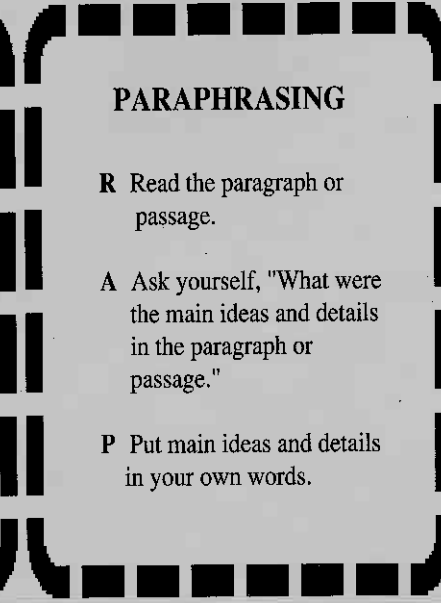 PARAPHRASING
R Read the paragraph or
passage.
A Ask yourself, "What were
the main ideas and details
in the paragraph or
passage."
P Put main ideas and details
in your own words.